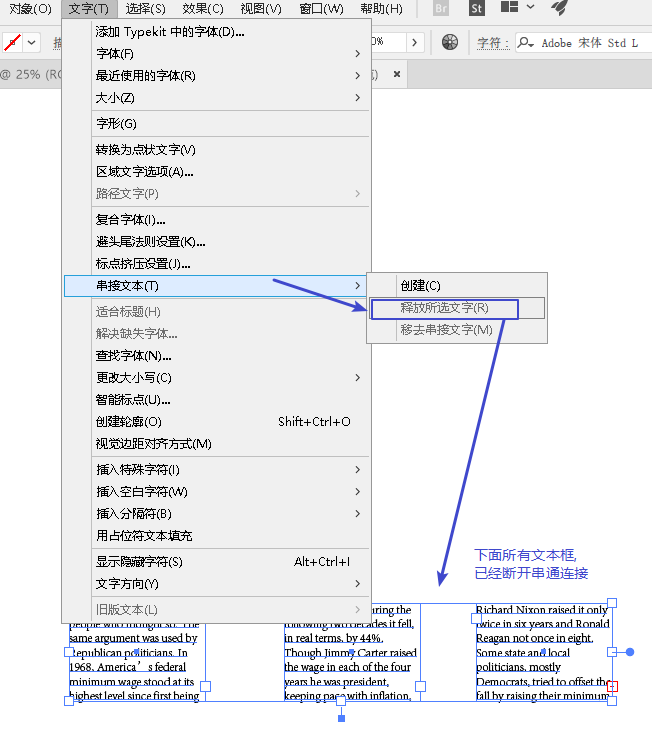 对象(O) 文字(T) 选择(S) 效果(C) 视图(V) 窗口(W) 帮助(H) Br St
0% 字符: Adobe 宋体 Std L
@ 25% (RG
添加 Typekit 中的字体(D)...
字体(F)
最近使用的字体(R)
大小(Z)
字形(G)
转换为点状文字(V)
区域文字选项(A)...
路径文字(P)
复合字体(I)...
避头尾法则设置(K)...
标点挤压设置(J)...
串接文本(T)
创建(C)
释放所选文字(R)
移去串接文字(M)
适合标题(H)
解决缺失字体...
查找字体(N)...
更改大小写(C)
智能标点(U)...
创建轮廓(O) Shift+Ctrl+O
视觉边距对齐方式(M)
插入特殊字符(I)
插入空白字符(W)
插入分隔符(B)
用占位符文本填充
显示隐藏字符(S) Alt+Ctrl+I
文字方向(Y)
旧版文本(L)
下面所有文本框,
已经断开串通连接
people who thought so. The
same argument was used by
Republican politicians. In
1968, America’s federal
minimum wage stood at its
highest level since first being
uring the
following two decades it fell,
in real terms, by 44%.
Though Jimmy Carter raised
the wage in each of the four
years he was president,
keeping pace with inflation,
Richard Nixon raised it only
twice in six years and Ronald
Reagan not once in eight.
Some state and local
politicians, mostly
Democrats, tried to offset the
fall by raising their minimum